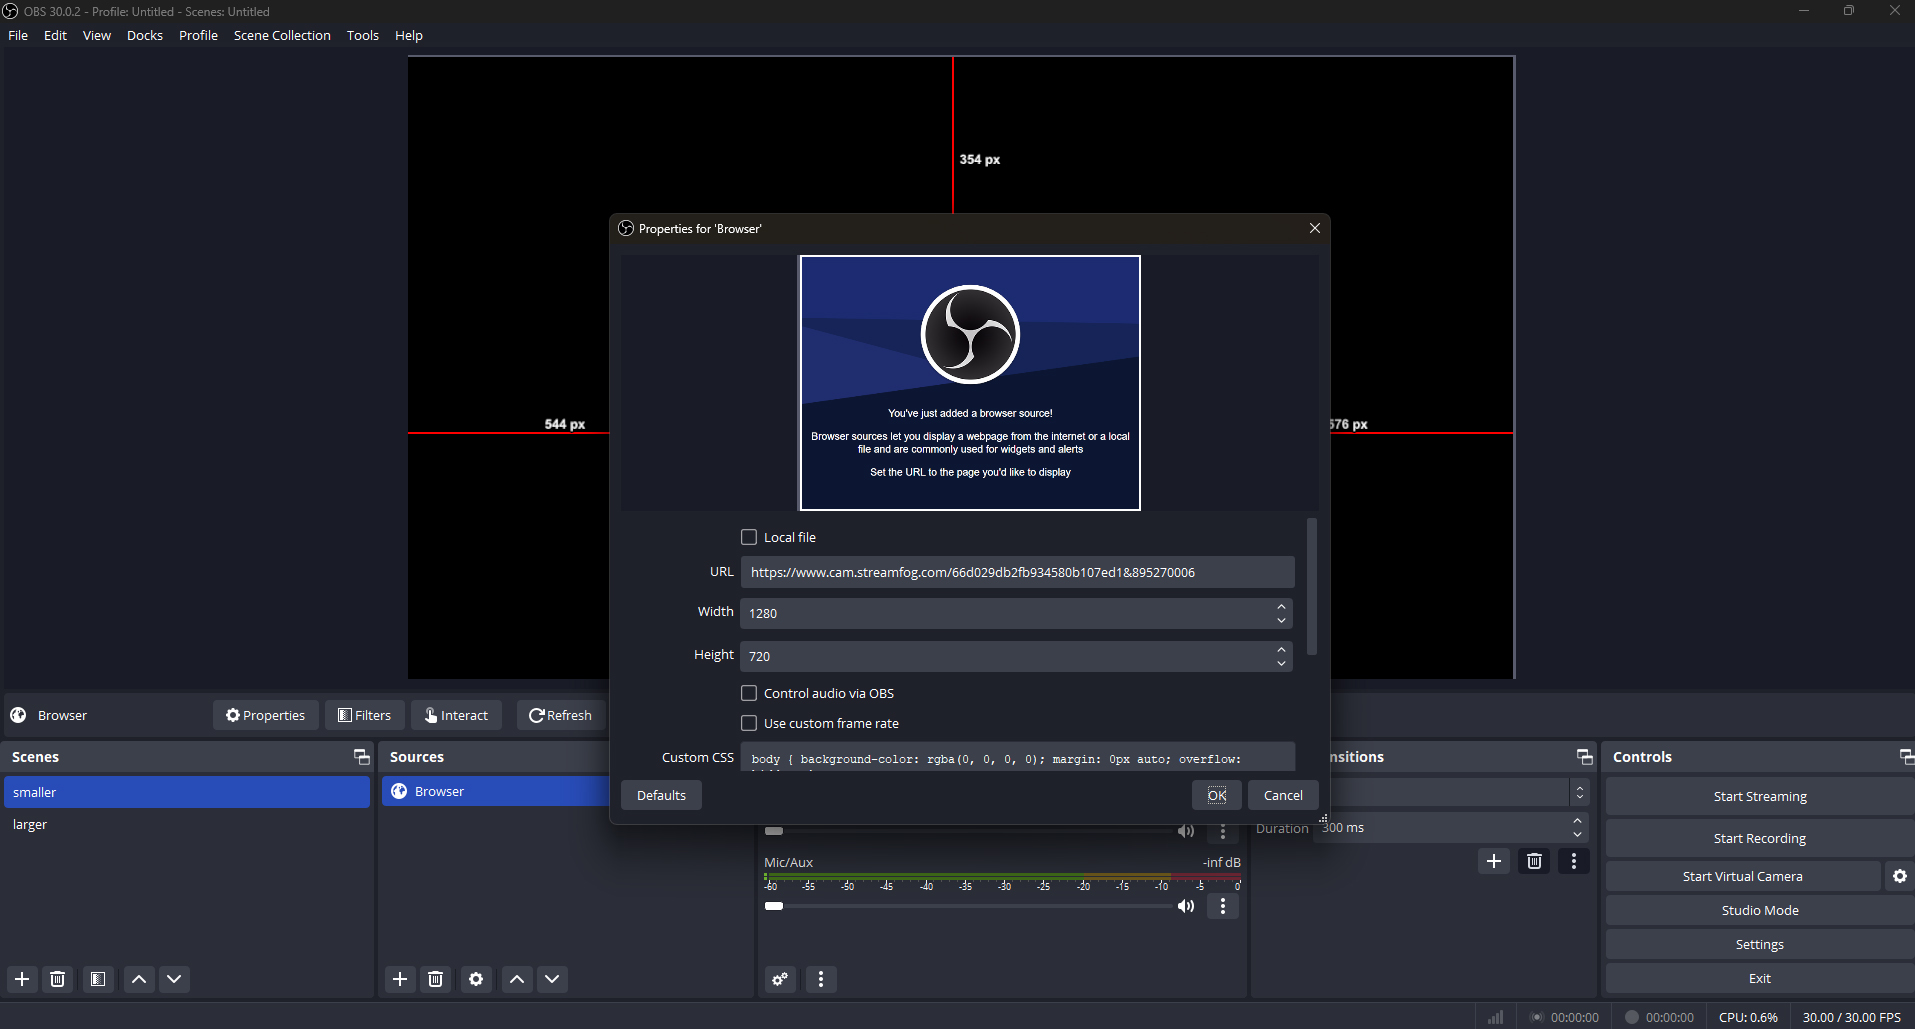 OBS 30.0.2 - Profile: Untitled - Scenes: Untitled
File Edit View Docks Profile Scene Collection Tools Help
354 px
Properties for 'Browser'
You've just added a browser source!
Browser sources let you display a webpage from the internet or a local
file and are commonly used for widgets and alerts
Set the URL to the page you'd like to display
544 px
576 px
Local file
URL https://www.cam.streamfog.com/66d029db2fb934580b107ed1&895270006
Width 1280
Height 720
Control audio via OBS
Use custom frame rate
Custom CSS body { background-color: rgba(0, 0, 0, 0); margin: 0px auto; overflow:
Defaults OK Cancel
Browser Properties Filters Interact Refresh
Scenes
smaller
larger
Sources
Browser
Mic/Aux -inf dB
-60 -55 -50 -45 -40 -35 -30 -25 -20 -15 -10 -5 0
nsitions
Duration 300 ms
Controls
Start Streaming
Start Recording
Start Virtual Camera
Studio Mode
Settings
Exit
00:00:00 00:00:00 CPU: 0.6% 30.00 / 30.00 FPS